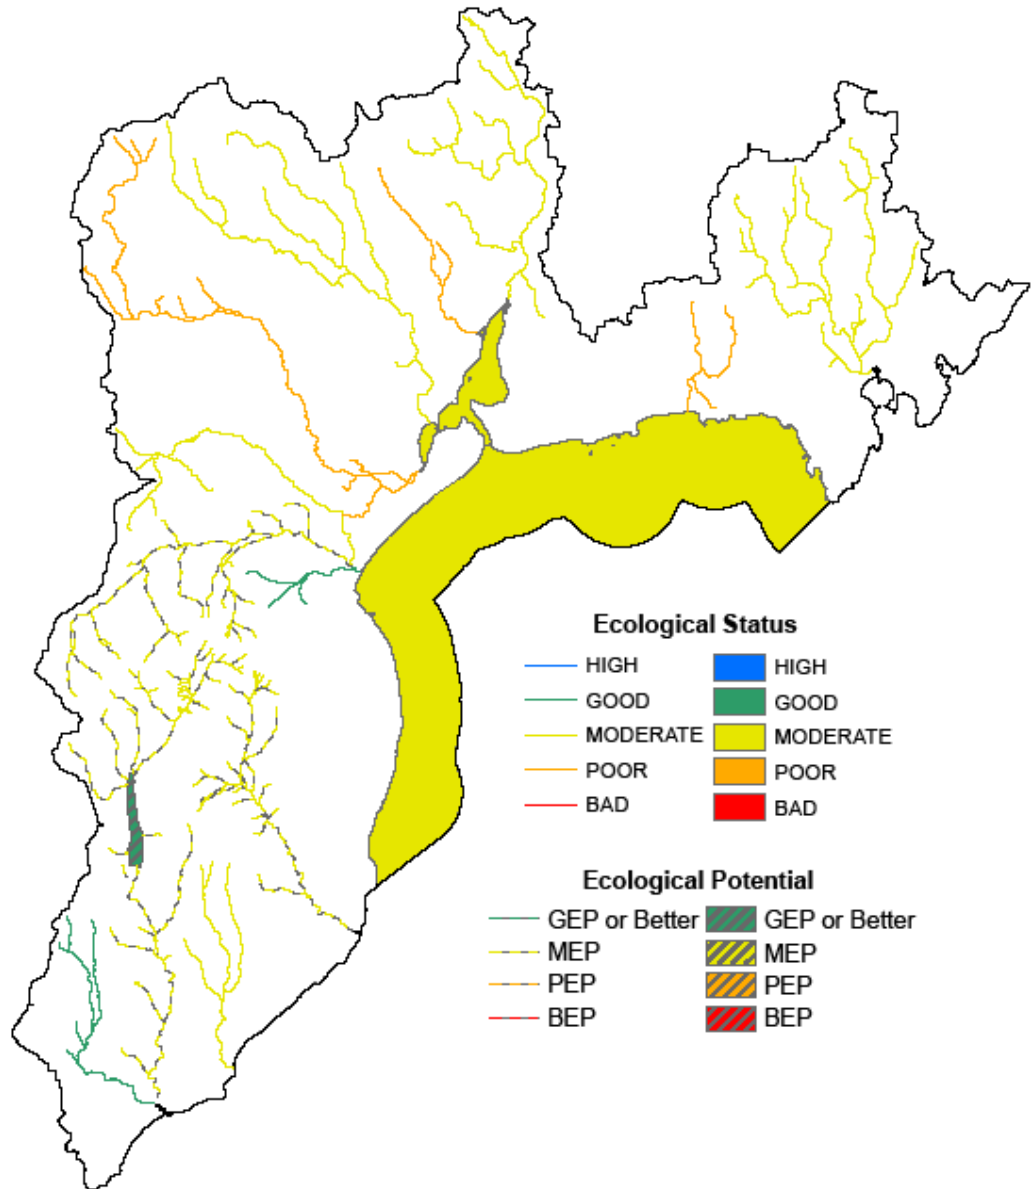 Ecological Status
HIGH HIGH
GOOD GOOD
MODERATE MODERATE
POOR POOR
BAD BAD
Ecological Potential
GEP or Better GEP or Better
MEP MEP
PEP PEP
BEP BEP